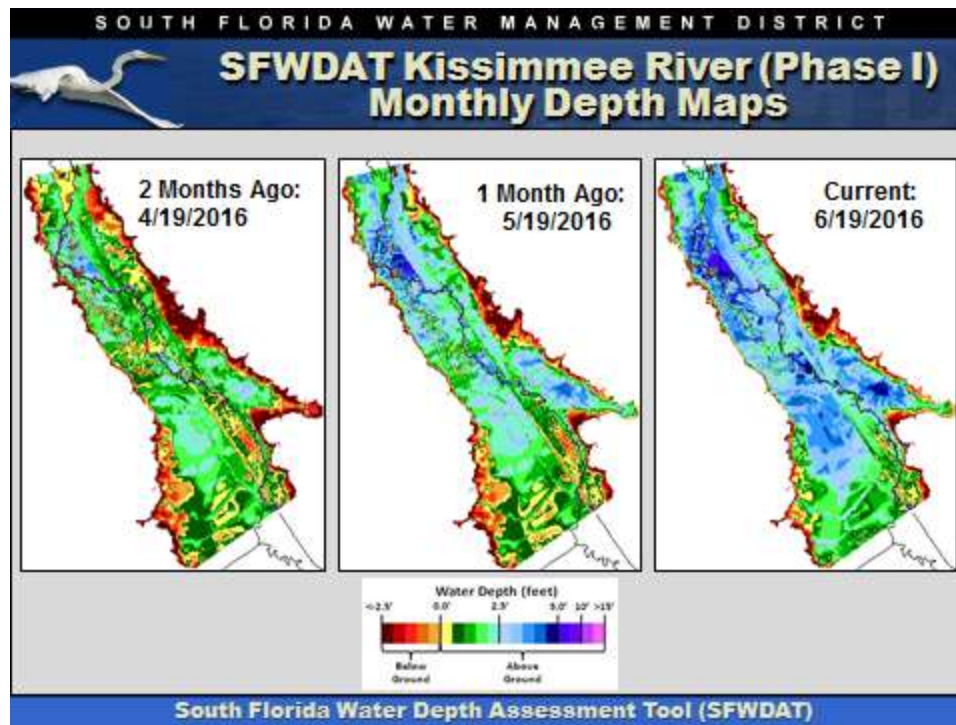 SOUTH FLORIDA WATER MANAGEMENT DISTRICT
SFWDAT Kissimmee River (Phase I)
Monthly Depth Maps
2 Months Ago:
4/19/2016
1 Month Ago:
5/19/2016
Current:
6/19/2016
Water Depth (feet)
<-2.5' 0.0' 2.5' 5.0' 10' >15'
Below
Ground
Above
Ground
South Florida Water Depth Assessment Tool (SFWDAT)